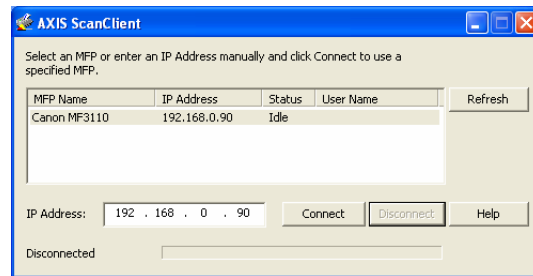 AXIS ScanClient
Select an MFP or enter an IP Address manually and click Connect to use a
specified MFP.
MFP Name IP Address Status User Name Refresh
Canon MF3110 192.168.0.90 Idle
IP Address: 192 . 168 . 0 . 90 Connect Disconnect Help
Disconnected